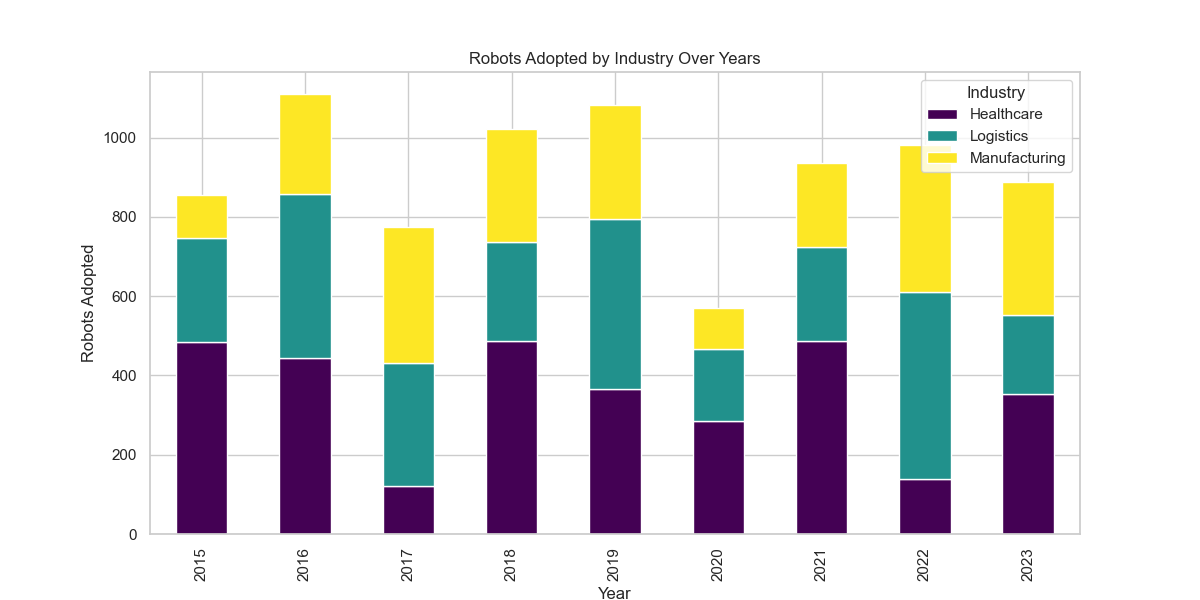 Robots Adopted by Industry Over Years
Industry
Healthcare
Logistics
Manufacturing
Robots Adopted
1000
800
600
400
200
0
2015
2016
2017
2018
2019
2020
2021
2022
2023
Year